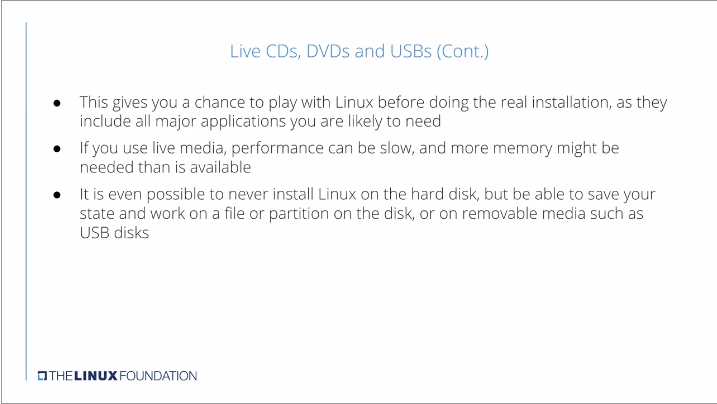 Live CDs, DVDs and USBs (Cont.)
● This gives you a chance to play with Linux before doing the real installation, as they
include all major applications you are likely to need
● If you use live media, performance can be slow, and more memory might be
needed than is available
● It is even possible to never install Linux on the hard disk, but be able to save your
state and work on a file or partition on the disk, or on removable media such as
USB disks
THE LINUX FOUNDATION